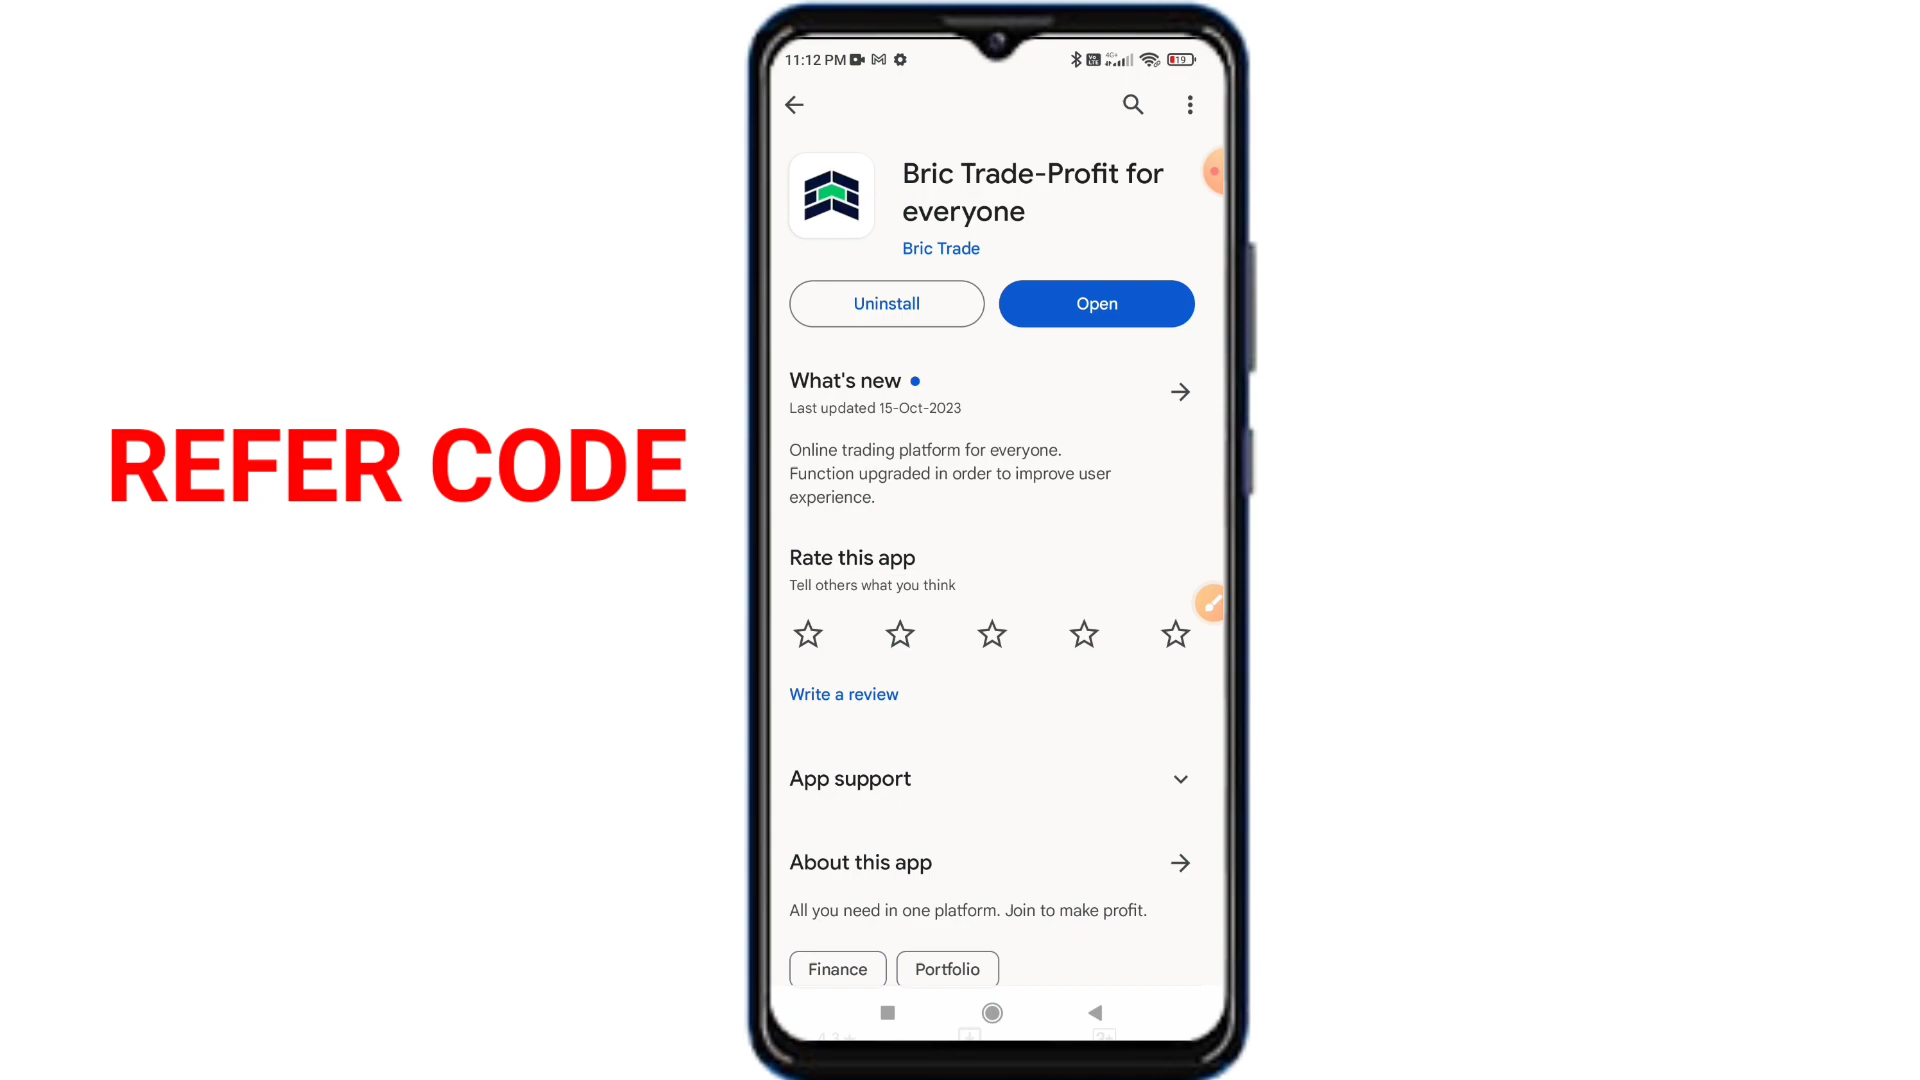 11:12 PM
19
Bric Trade-Profit for
everyone
Bric Trade
Uninstall
Open
What's new
Last updated 15-Oct-2023
Online trading platform for everyone.
Function upgraded in order to improve user
experience.
REFER CODE
Rate this app
Tell others what you think
Write a review
App support
About this app
All you need in one platform. Join to make profit.
Finance
Portfolio